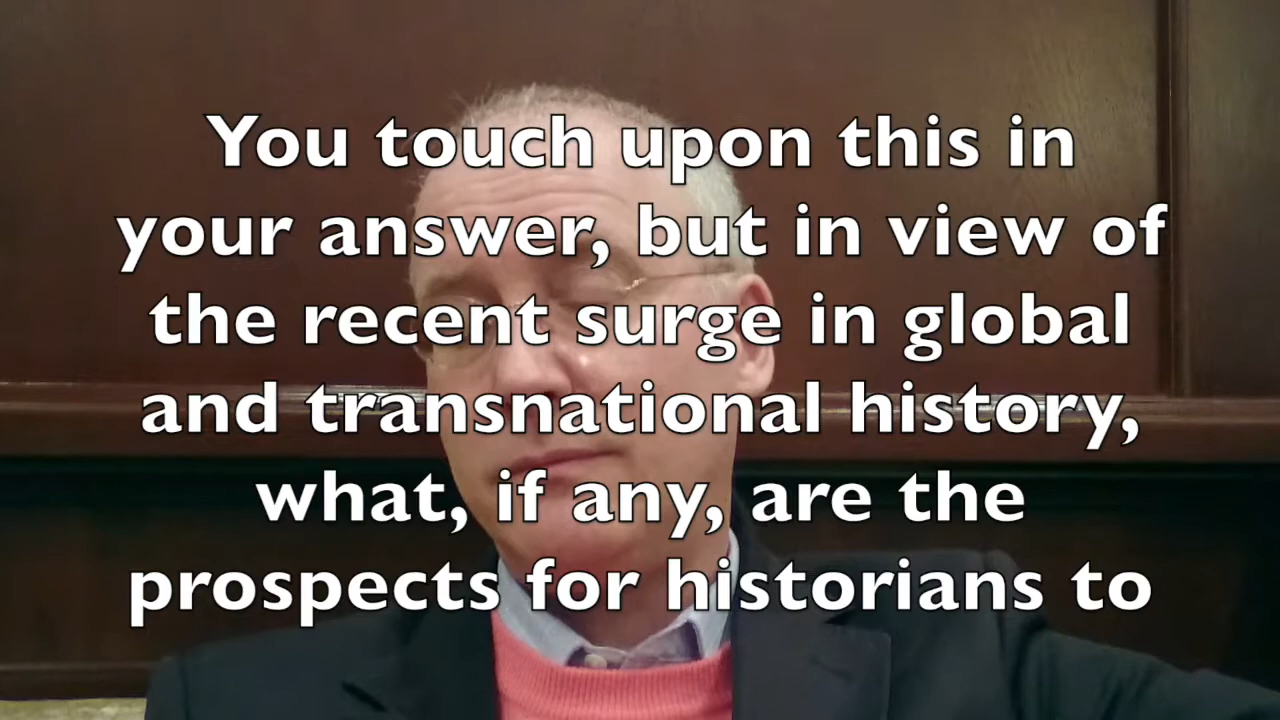 You touch upon this in
your answer, but in view of
the recent surge in global
and transnational history,
what, if any, are the
prospects for historians to